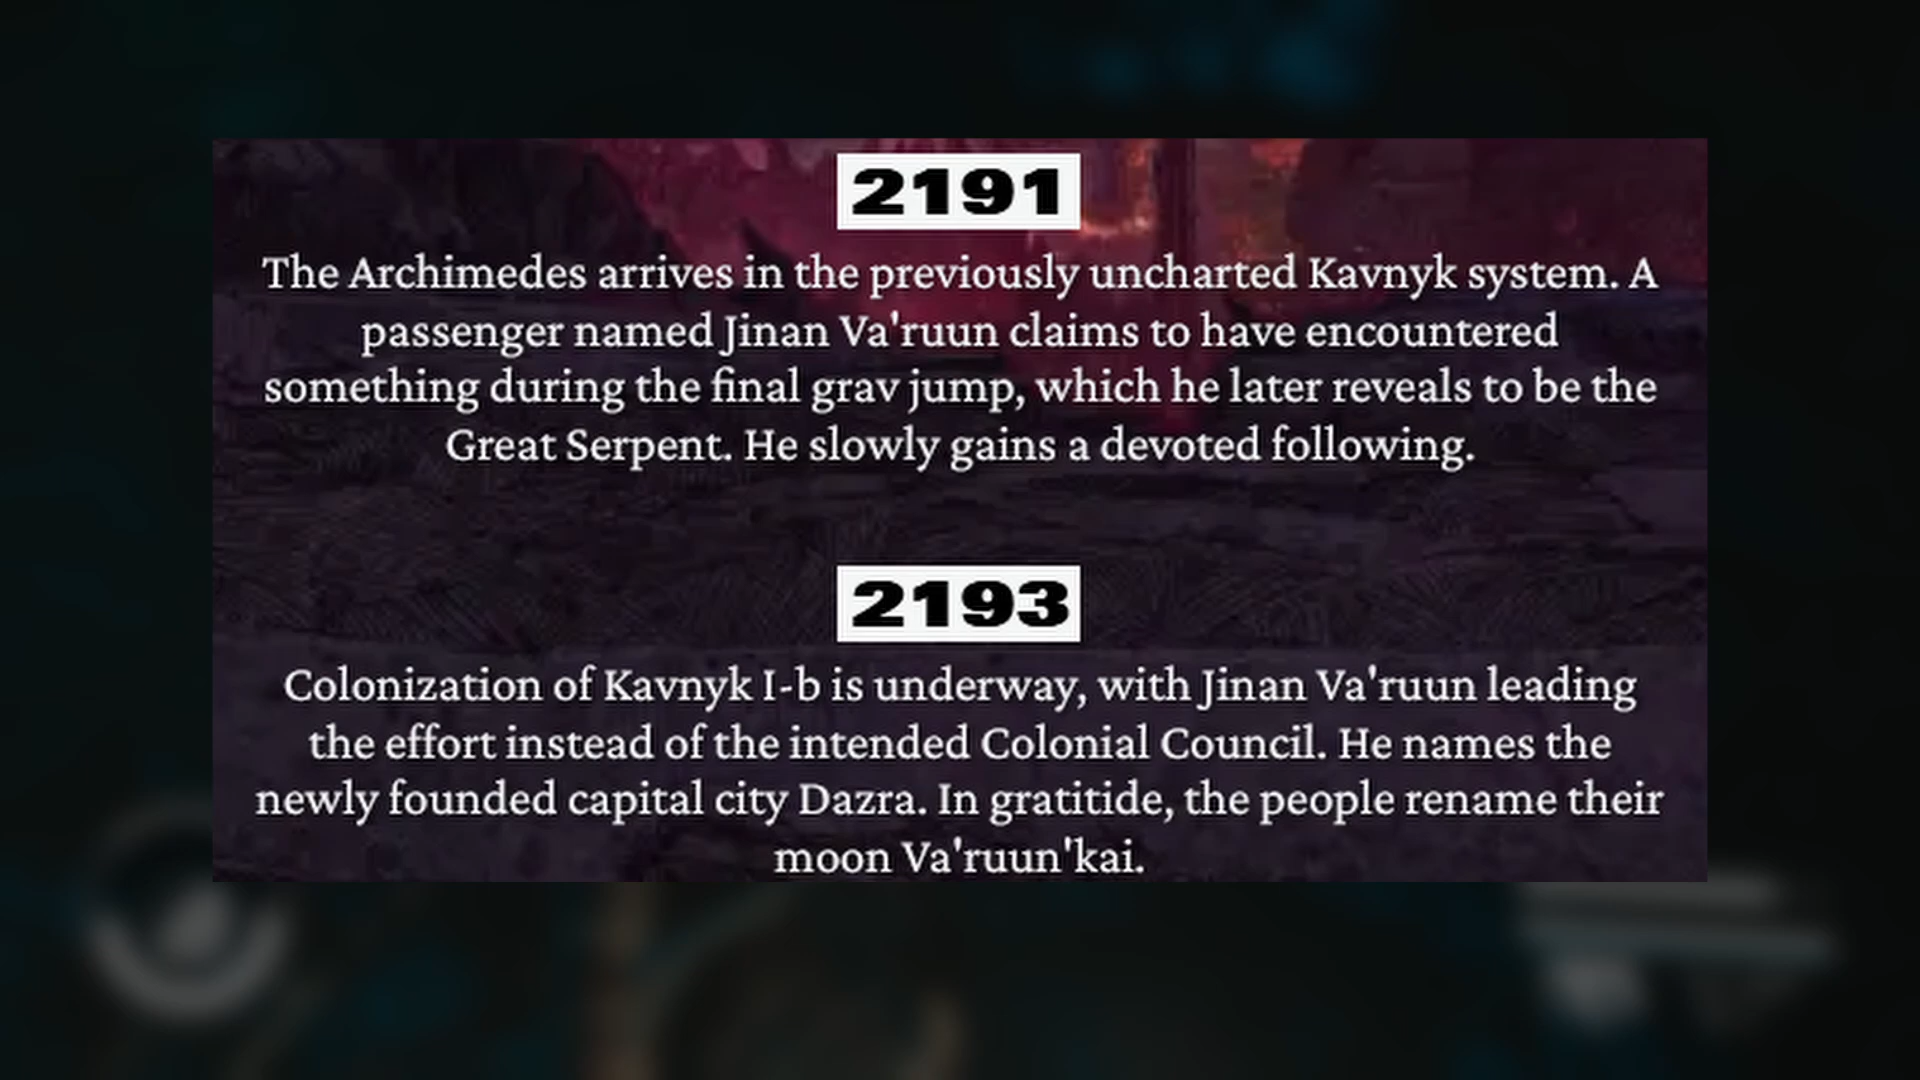 2191
The Archimedes arrives in the previously uncharted Kavnyk system. A
passenger named Jinan Va'ruun claims to have encountered
something during the final grav jump, which he later reveals to be the
Great Serpent. He slowly gains a devoted following.
2193
Colonization of Kavnyk I-b is underway, with Jinan Va'ruun leading
the effort instead of the intended Colonial Council. He names the
newly founded capital city Dazra. In gratitide, the people rename their
moon Va'ruun'kai.